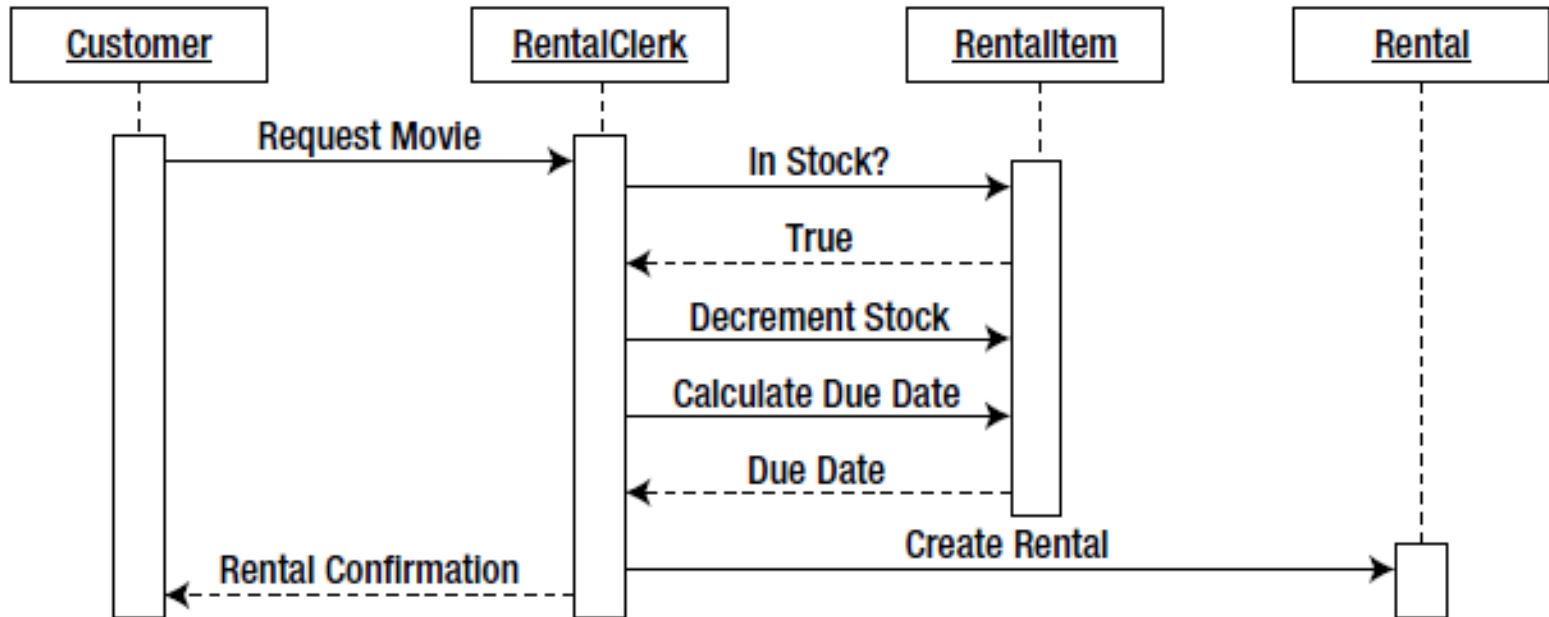 Customer
RentalClerk
RentalItem
Rental
Request Movie
In Stock?
True
Decrement Stock
Calculate Due Date
Due Date
Create Rental
Rental Confirmation